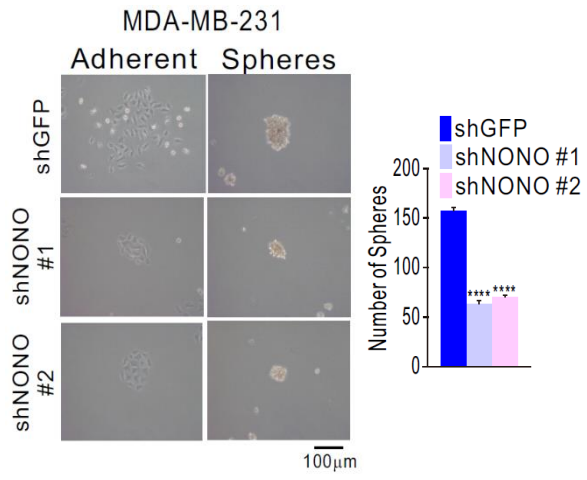 MDA-MB-231
Adherent Spheres
shGFP
shNONO
#1
shNONO
#2
100μm
shGFP
shNONO #1
shNONO #2
Number of Spheres
200
150
100
50
0
**** ****